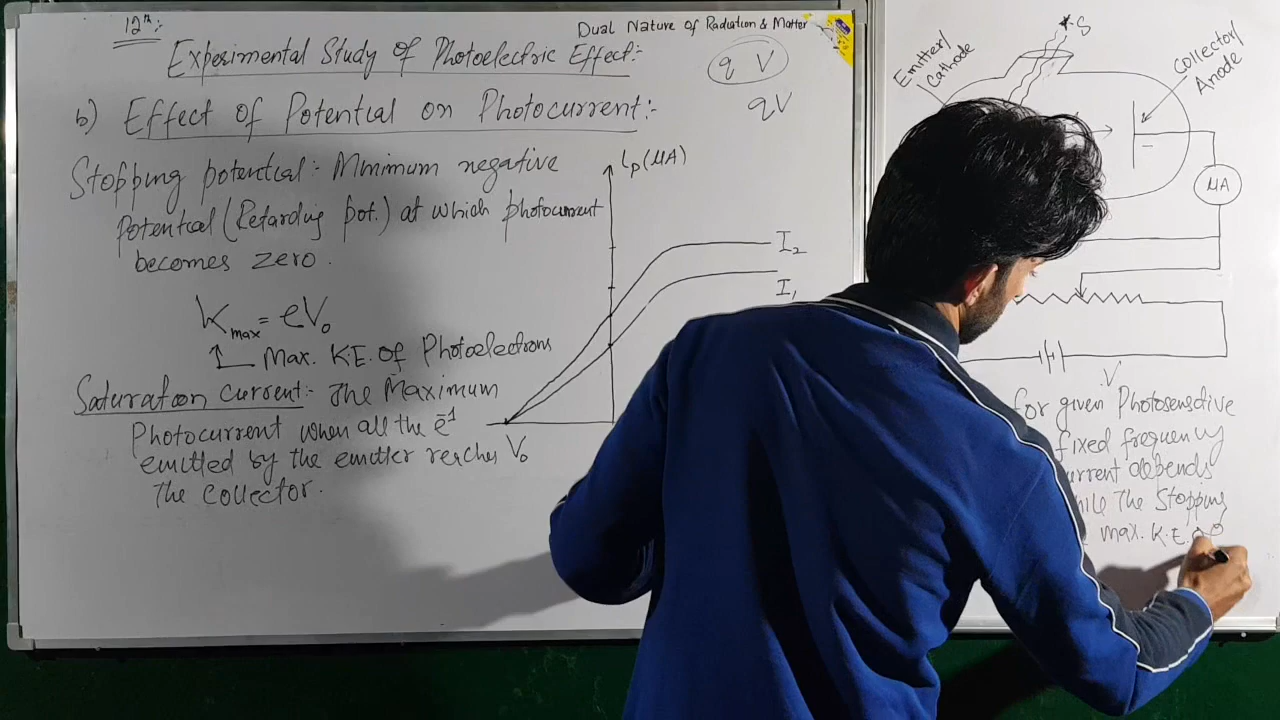 12th:-
Dual Nature of Radiation & Matter
Experimental Study of Photoelectric Effect:-
q V
qV
b) Effect of Potential on Photocurrent:-
Stopping potential:- Minimum negative
Potential (Retarding pot.) at which photocurrent
becomes zero.
Kmax = eV₀
Max. K.E. of Photoelectrons
Saturation Current:- The Maximum
Photocurrent when all the
emitted by the emitter reaches
The Collector.
ip (μA)
I₂
I₁
V₀
S
Emitter/
Cathode
Collector/
Anode
μA
V
for given Photosensitive
fixed frequency
depends
The Stopping
max. K.E.